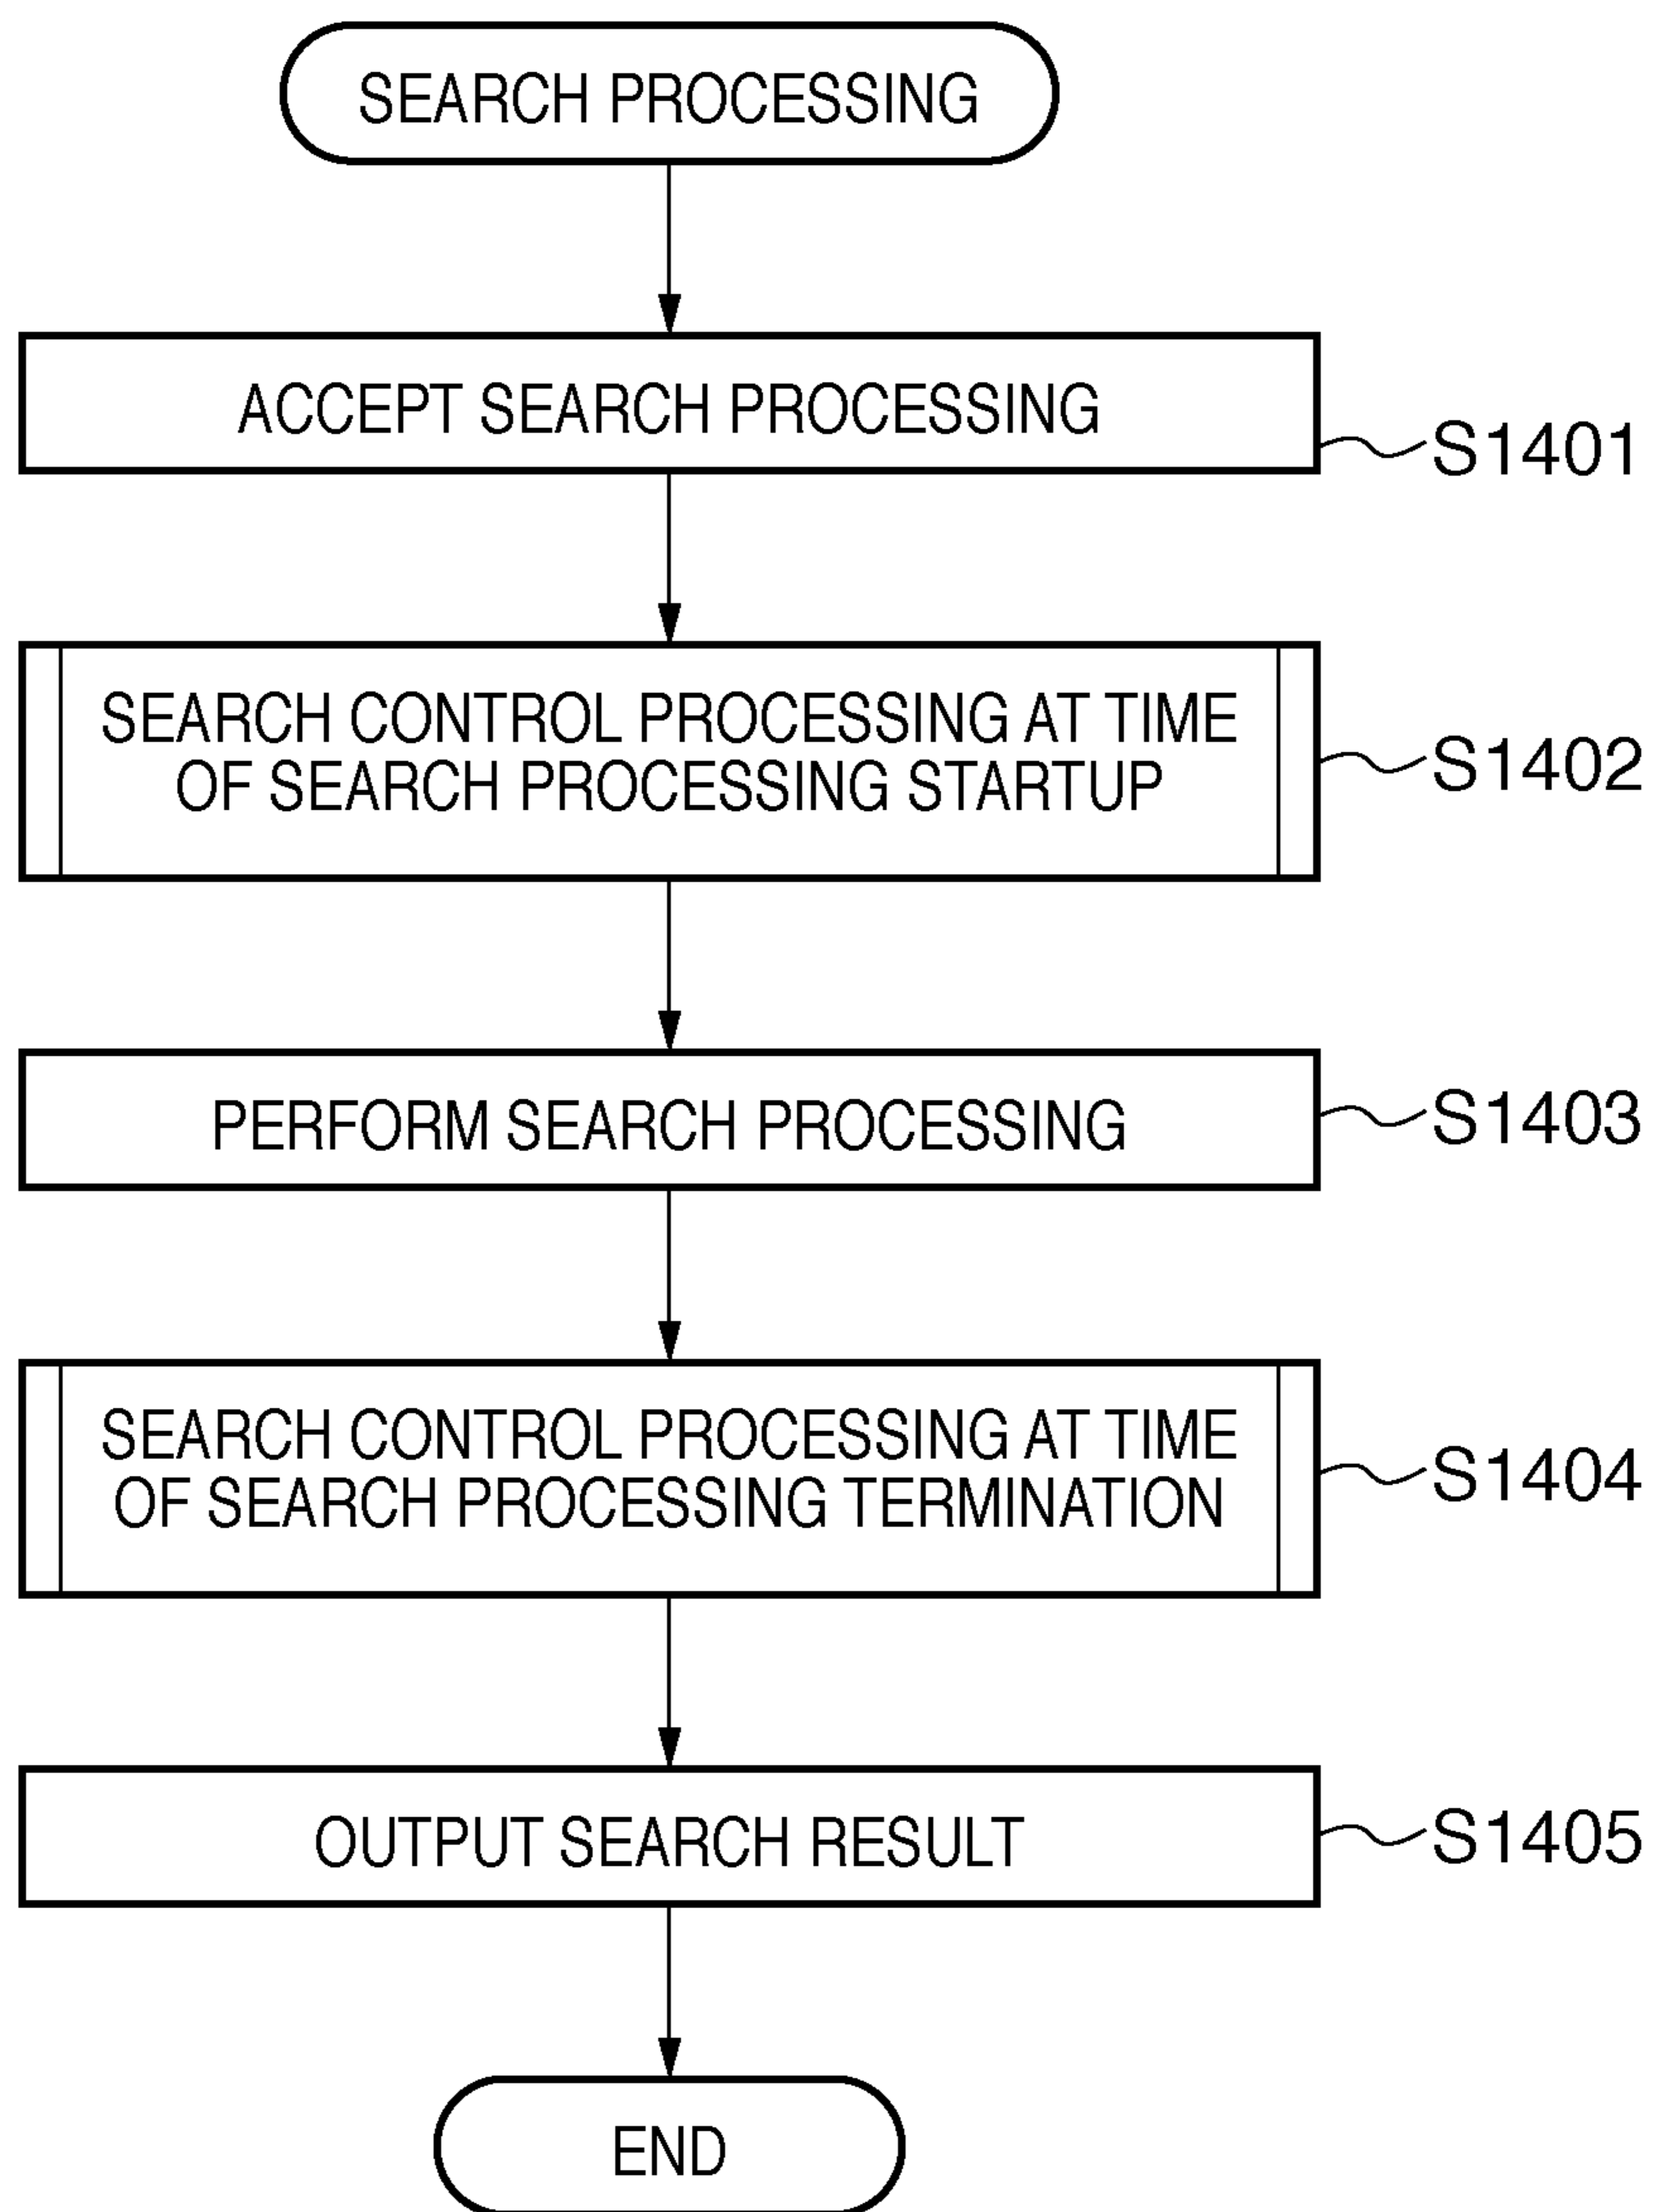 SEARCH PROCESSING
ACCEPT SEARCH PROCESSING
S1401
SEARCH CONTROL PROCESSING AT TIME
OF SEARCH PROCESSING STARTUP
S1402
PERFORM SEARCH PROCESSING
S1403
SEARCH CONTROL PROCESSING AT TIME
OF SEARCH PROCESSING TERMINATION
S1404
OUTPUT SEARCH RESULT
S1405
END